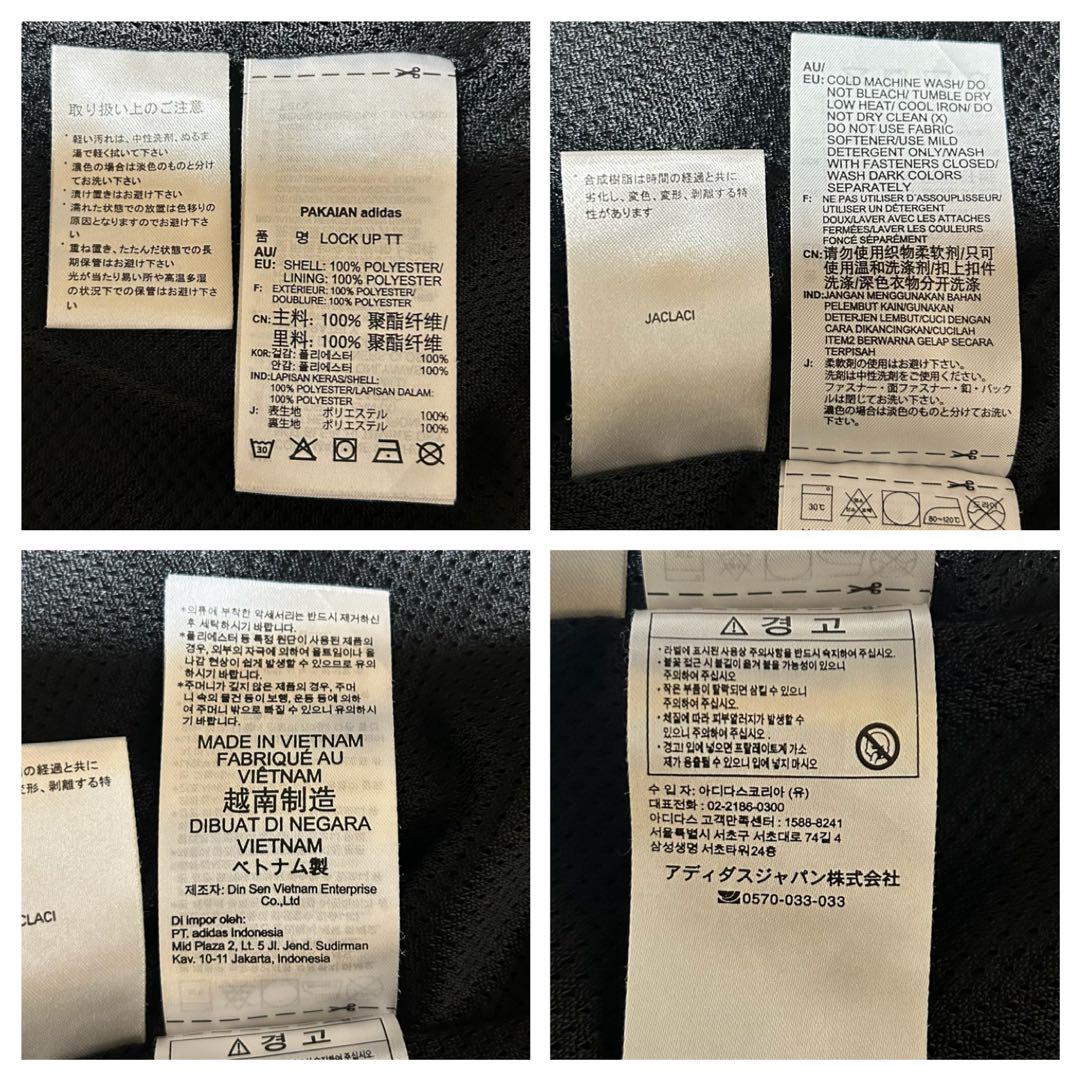 取り扱い上のご注意
* 軽い汚れは、中性洗剤、ぬるま
湯で軽く拭いて下さい
* 濃色の場合は淡色のものと分け
てお洗い下さい
* 漬け置きはお避け下さい
* 濡れた状態での放置は色移りの
原因となりますのでお避け下さ
い
* 重ね置き、たたんだ状態での長
期保管はお避け下さい
光が当たり易い所や高温多湿
の状況下での保管はお避け下さ
い
PAKAIAN adidas
品 名 LOCK UP TT
AU/
EU: SHELL: 100% POLYESTER/
LINING: 100% POLYESTER
F: EXTÉRIEUR: 100% POLYESTER/
DOUBLURE: 100% POLYESTER
CN: 主料: 100% 聚酯纤维/
里料: 100% 聚酯纤维
KOR: 겉감: 폴리에스터 100%
안감: 폴리에스터 100%
IND: LAPISAN KERAS/SHELL:
100% POLYESTER/LAPISAN DALAM:
100% POLYESTER
J: 表生地 ポリエステル 100%
裏生地 ポリエステル 100%
30
* 合成樹脂は時間の経過と共に
劣化し、変色、変形、剥離する特
性があります
JACLACI
AU/
EU: COLD MACHINE WASH/ DO
NOT BLEACH/ TUMBLE DRY
LOW HEAT/ COOL IRON/ DO
NOT DRY CLEAN (X)
DO NOT USE FABRIC
SOFTENER/USE MILD
DETERGENT ONLY/WASH
WITH FASTENERS CLOSED/
WASH DARK COLORS
SEPARATELY
F: NE PAS UTILISER D'ASSOUPLISSEUR/
UTILISER UN DÉTERGENT
DOUX/LAVER AVEC LES ATTACHES
FERMÉES/LAVER LES COULEURS
FONCÉ SÉPARÉMENT
CN: 请勿使用织物柔软剂/只可
使用温和洗涤剂/扣上扣件
洗涤/深色衣物分开洗涤
IND: JANGAN MENGGUNAKAN BAHAN
PELEMBUT KAIN/GUNAKAN
DETERJEN LEMBUT/CUCI DENGAN
CARA DIKANCINGKAN/CUCILAH
ITEM2 BERWARNA GELAP SECARA
TERPISAH
J: 柔軟剤の使用はお避け下さい。
洗剤は中性洗剤をご使用ください。
ファスナー・面ファスナー・釦・バック
ルは閉じてお洗い下さい。
濃色の場合は淡色のものと分けてお洗い
下さい。
30℃
80~120℃
드라이
*의류에 부착한 악세서리는 반드시 제거하신
후 세탁하시기 바랍니다.
*폴리에스터 등 특정 원단이 사용된 제품의
경우, 외부의 자극에 의하여 올트임이나 올
나감 현상이 쉽게 발생할 수 있으므로 유의
하시기 바랍니다.
*주머니가 깊지 않은 제품의 경우, 주머
니 속의 물건 등이 보행, 운동 등에 의하
여 주머니 밖으로 빠질 수 있으니 유의하시
기 바랍니다.
MADE IN VIETNAM
FABRIQUÉ AU
VIÊTNAM
越南制造
DIBUAT DI NEGARA
VIETNAM
ベトナム製
제조자: Din Sen Vietnam Enterprise
Co.,Ltd
Di impor oleh:
PT. adidas Indonesia
Mid Plaza 2, Lt. 5 Jl. Jend. Sudirman
Kav. 10-11 Jakarta, Indonesia
경 고
の経過と共に
形、剥離する特
CLACI
경 고
• 라벨에 표시된 사용상 주의사항을 반드시 숙지하여 주십시오.
• 불꽃 접근 시 불길이 옮겨 붙을 가능성이 있으니
주의하여 주십시오
• 작은 부품이 탈락되면 삼킬 수 있으니
주의하여 주십시오.
• 체질에 따라 피부알러지가 발생할 수
있으니 주의하여 주십시오 .
• 경고! 입에 넣으면 프탈레이트계 가소
제가 용출될 수 있으니 입에 넣지 마시오
수 입 자: 아디다스코리아 (유)
대표전화 : 02-2186-0300
아디다스 고객만족센터 : 1588-8241
서울특별시 서초구 서초대로 74길 4
삼성생명 서초타워24층
アディダスジャパン株式会社
0570-033-033